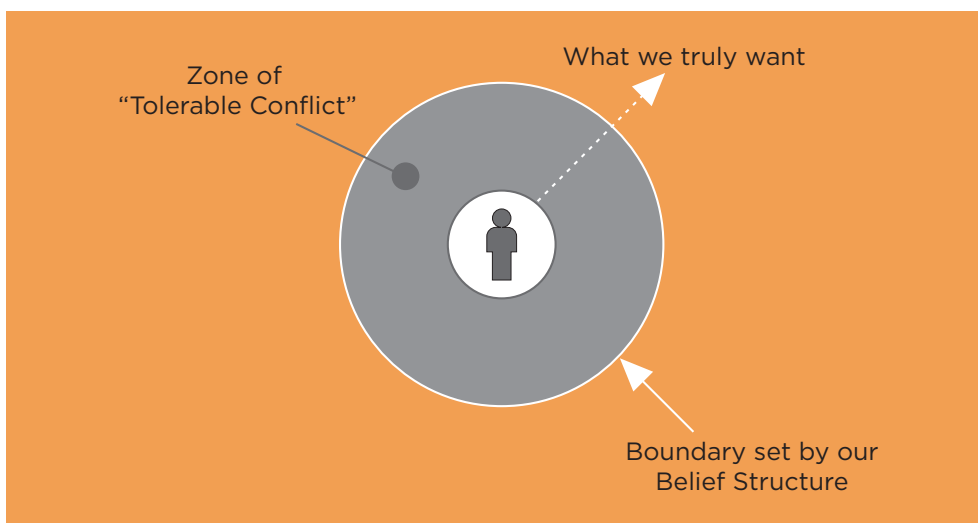 Zone of
“Tolerable Conflict”
What we truly want
Boundary set by our
Belief Structure